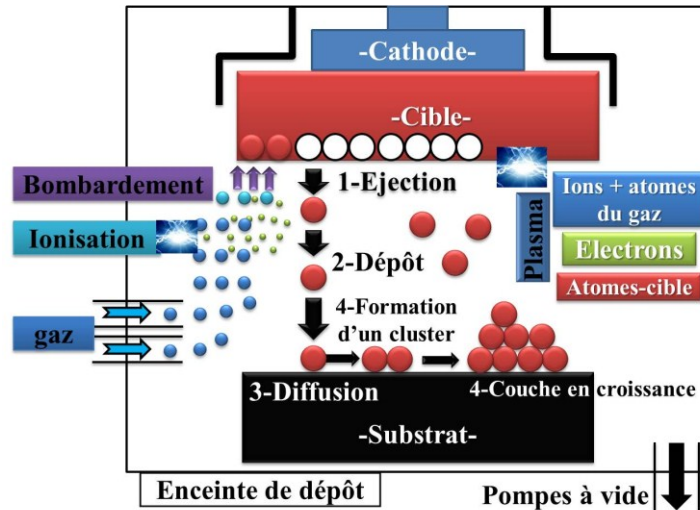 -Cathode-
-Cible-
Bombardement
1-Ejection
Ionisation
2-Dépôt
Plasma
Ions + atomes
du gaz
Electrons
Atomes-cible
gaz
4-Formation
d'un cluster
3-Diffusion
4-Couche en croissance
-Substrat-
Enceinte de dépôt
Pompes à vide